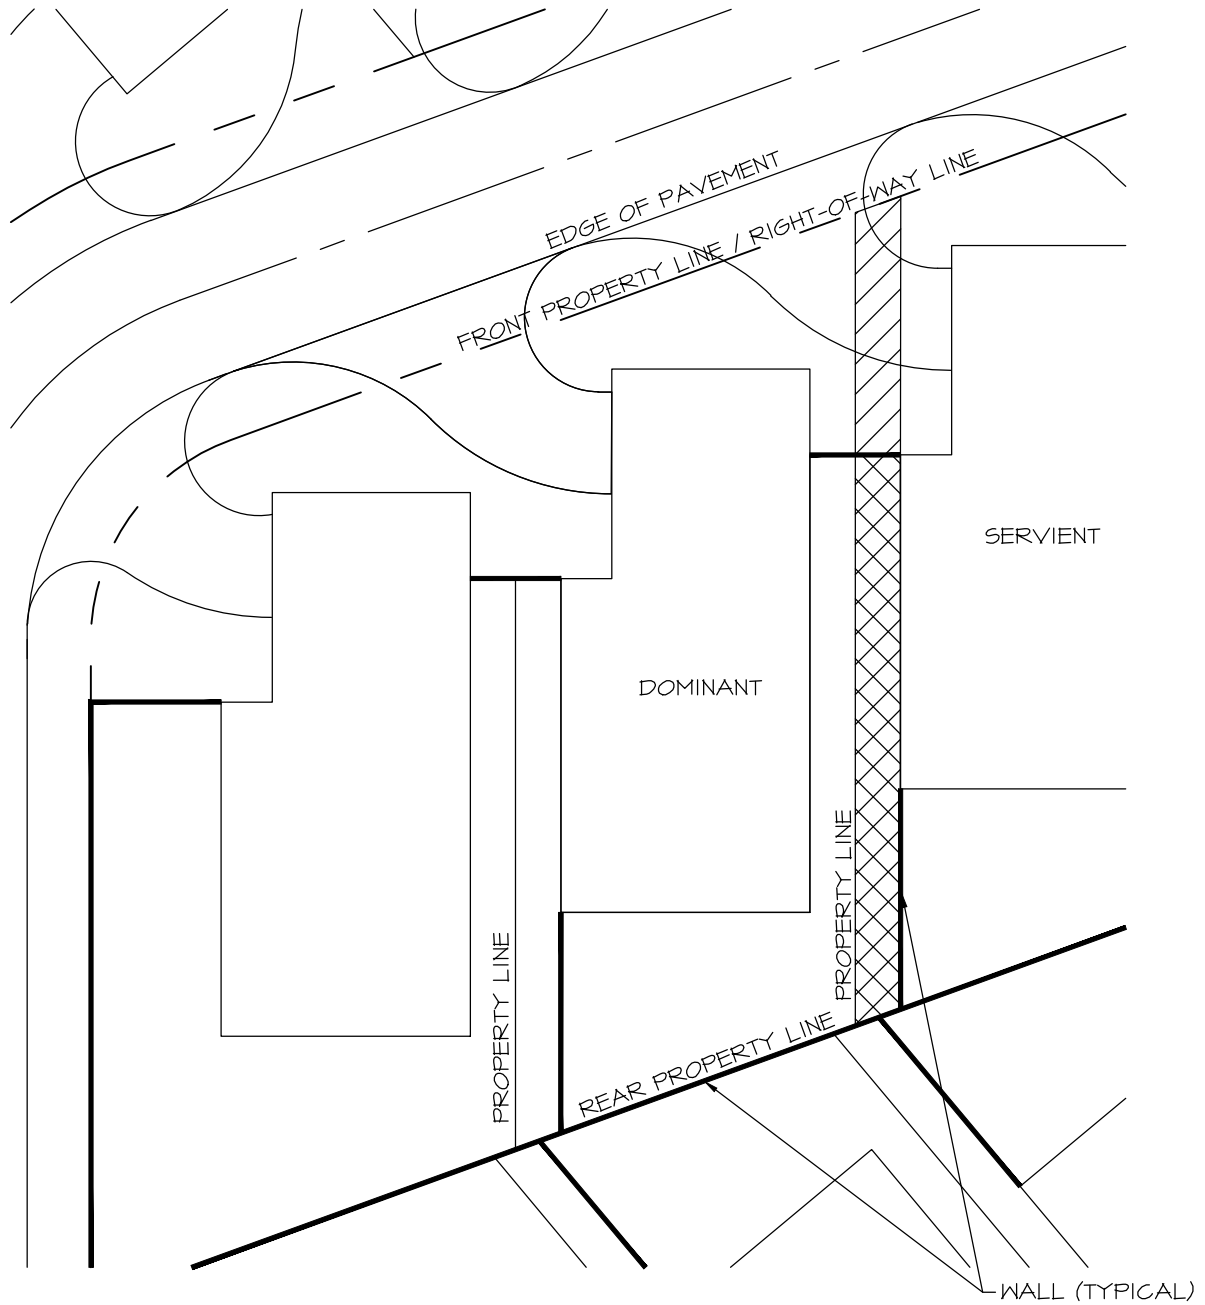 EDGE OF PAVEMENT
FRONT PROPERTY LINE / RIGHT-OF-WAY LINE
SERVIENT
DOMINANT
PROPERTY LINE
PROPERTY LINE
REAR PROPERTY LINE
WALL (TYPICAL)